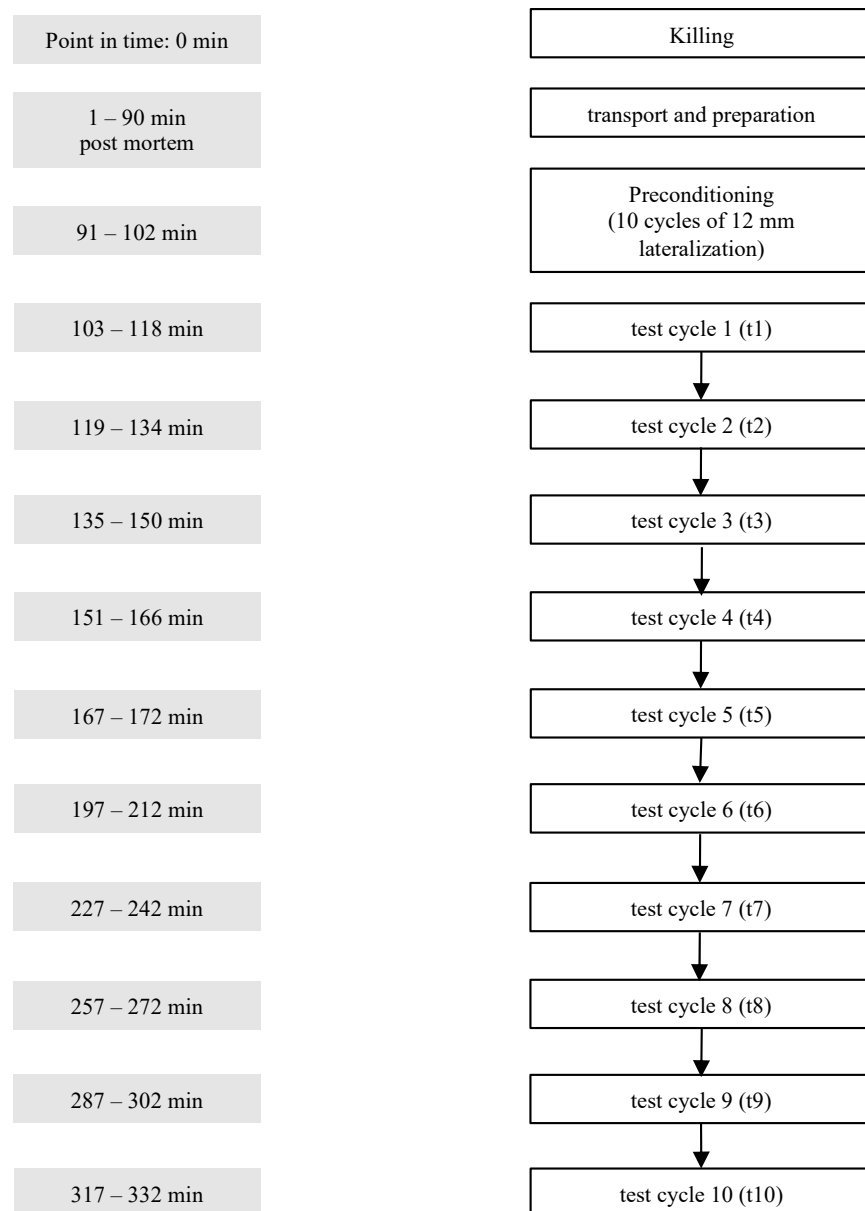 Point in time: 0 min
Killing
1 – 90 min
post mortem
transport and preparation
91 – 102 min
Preconditioning
(10 cycles of 12 mm
lateralization)
103 – 118 min
test cycle 1 (t1)
119 – 134 min
test cycle 2 (t2)
135 – 150 min
test cycle 3 (t3)
151 – 166 min
test cycle 4 (t4)
167 – 172 min
test cycle 5 (t5)
197 – 212 min
test cycle 6 (t6)
227 – 242 min
test cycle 7 (t7)
257 – 272 min
test cycle 8 (t8)
287 – 302 min
test cycle 9 (t9)
317 – 332 min
test cycle 10 (t10)